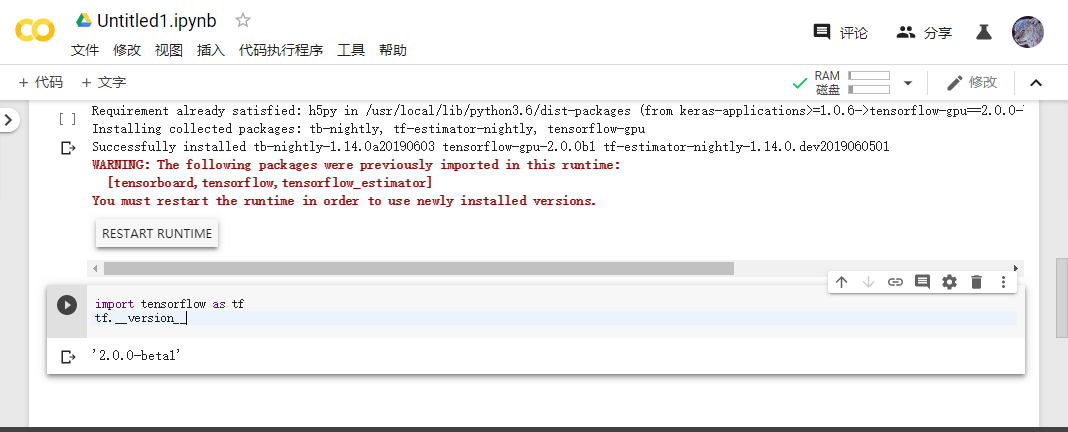 Untitled1.ipynb
文件 修改 视图 插入 代码执行程序 工具 帮助
评论 分享
+ 代码 + 文字
RAM
磁盘
修改
Requirement already satisfied: h5py in /usr/local/lib/python3.6/dist-packages (from keras-applications>=1.0.6->tensorflow-gpu==2.0.0-
[ ]
Installing collected packages: tb-nightly, tf-estimator-nightly, tensorflow-gpu
Successfully installed tb-nightly-1.14.0a20190603 tensorflow-gpu-2.0.0b1 tf-estimator-nightly-1.14.0.dev2019060501
WARNING: The following packages were previously imported in this runtime:
[tensorboard,tensorflow,tensorflow_estimator]
You must restart the runtime in order to use newly installed versions.
RESTART RUNTIME
import tensorflow as tf
tf.__version__
'2.0.0-beta1'